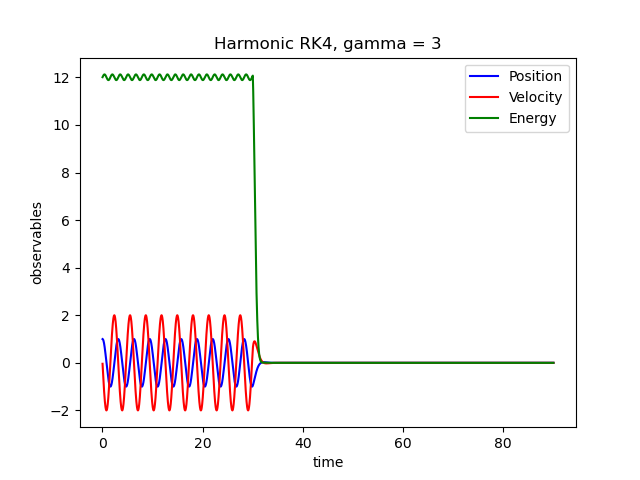 Harmonic RK4, gamma = 3
12
10
8
6
4
2
0
−2
observables
Position
Velocity
Energy
0 20 40 60 80
time